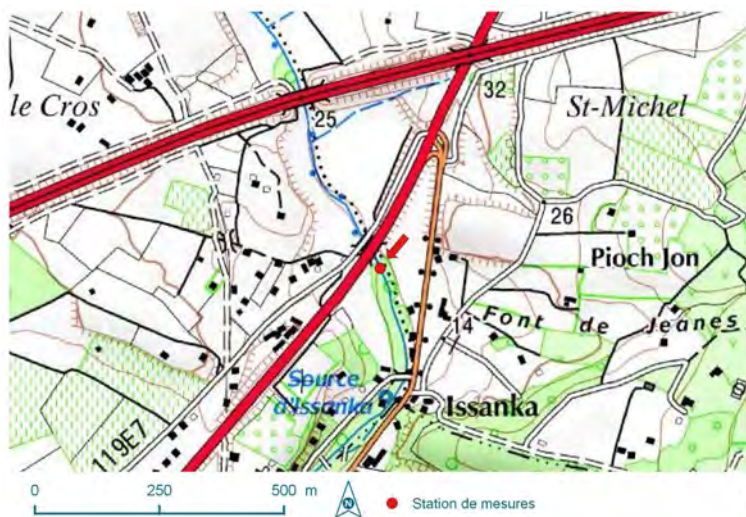 le Cros
25
32
St-Michel
26
Pioch Jon
Font de Jeanes
14
Source
d'Issanka
Issanka
119E7
0 250 500 m
N
Station de mesures